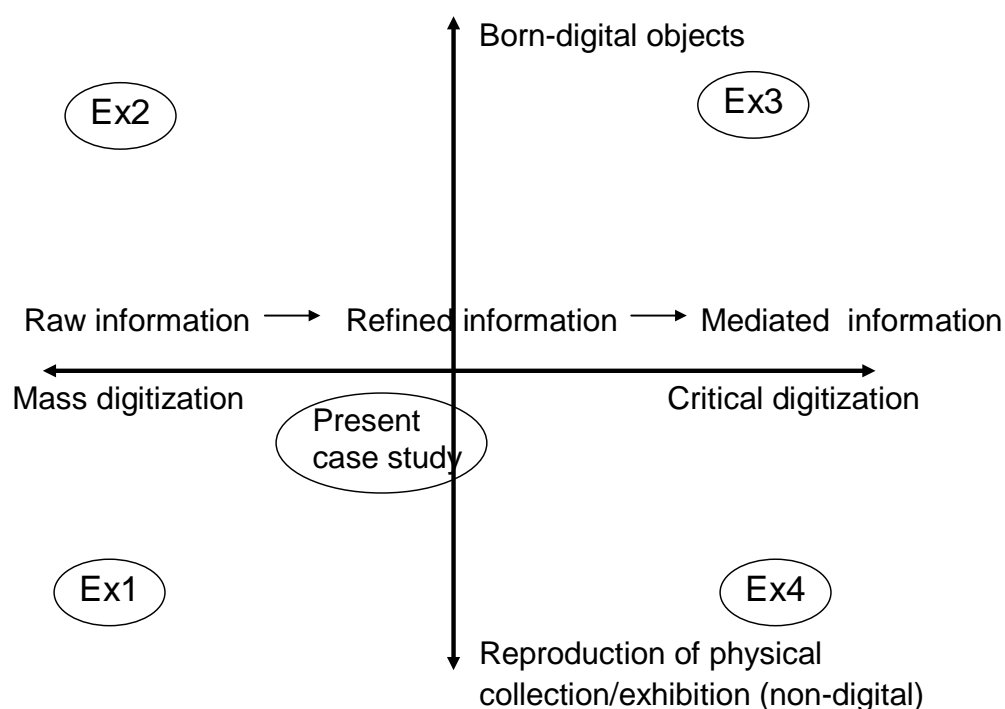 Born-digital objects
Ex2
Ex3
Raw information
Refined information
Mediated information
Mass digitization
Critical digitization
Present
case study
Ex1
Ex4
Reproduction of physical
collection/exhibition (non-digital)